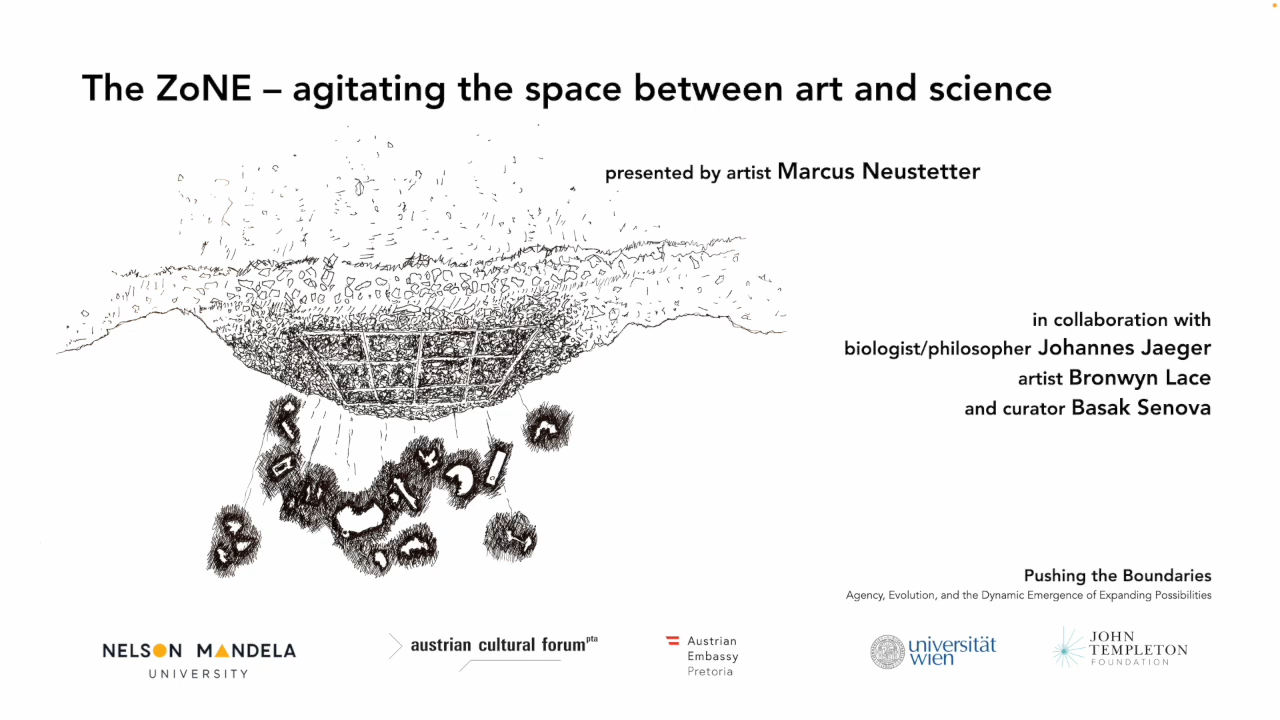 The ZoNE – agitating the space between art and science
presented by artist Marcus Neustetter
in collaboration with
biologist/philosopher Johannes Jaeger
artist Bronwyn Lace
and curator Basak Senova
Pushing the Boundaries
Agency, Evolution, and the Dynamic Emergence of Expanding Possibilities
NELSON MANDELA
UNIVERSITY
austrian cultural forum pta
Austrian
Embassy
Pretoria
universität
wien
JOHN
TEMPLETON
FOUNDATION